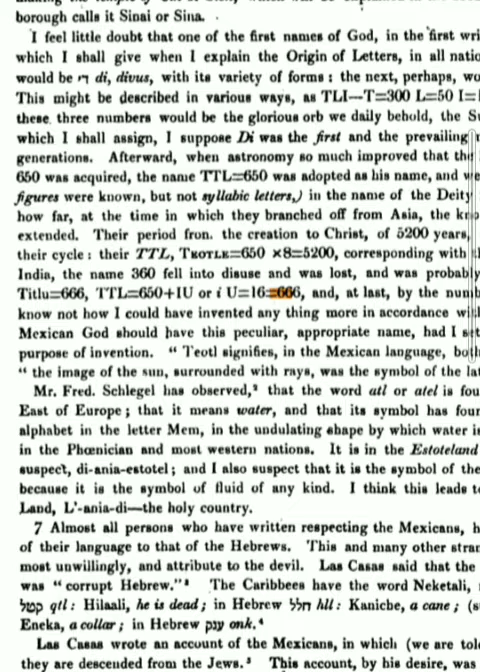 borough calls it Sinai or Sina.
I feel little doubt that one of the first names of God, in the first wri
which I shall give when I explain the Origin of Letters, in all natio
would be די di, divus, with its variety of forms: the next, perhaps, wo
This might be described in various ways, as TLI—T=300 L=50 I=
these three numbers would be the glorious orb we daily behold, the Su
which I shall assign, I suppose Di was the first and the prevailing
generations. Afterward, when astronomy so much improved that the
650 was acquired, the name TTL=650 was adopted as his name, and we
figures were known, but not syllabic letters,) in the name of the Deity
how far, at the time in which they branched off from Asia, the kno
extended. Their period fron. the creation to Christ, of 5200 years,
their cycle: their TTL, TEOTLE=650 ×8=5200, corresponding with
India, the name 360 fell into disuse and was lost, and was probably
Titlu=666, TTL=650+IU or i U=16=666, and, at last, by the numb
know not how I could have invented any thing more in accordance wit
Mexican God should have this peculiar, appropriate name, had I set
purpose of invention. " Teotl signifies, in the Mexican language, both
" the image of the sun, surrounded with rays, was the symbol of the lat
Mr. Fred. Schlegel has observed,² that the word atl or atel is fou
East of Europe; that it means water, and that its symbol has four
alphabet in the letter Mem, in the undulating shape by which water is
in the Phœnician and most western nations. It is in the Estoteland
suspect, di-ania-estotel; and I also suspect that it is the symbol of the
because it is the symbol of fluid of any kind. I think this leads t
Land, L'-ania-di—the holy country.
7 Almost all persons who have written respecting the Mexicans, h
of their language to that of the Hebrews. This and many other stran
most unwillingly, and attribute to the devil. Las Casas said that the
was " corrupt Hebrew."³ The Caribbees have the word Neketali,
קטל qtl: Hilaali, he is dead; in Hebrew חלל hll: Kaniche, a cane; (s
Eneka, a collar; in Hebrew ענק onk.⁴
Las Casas wrote an account of the Mexicans, in which (we are tol
they are descended from the Jews.⁵ This account, by his desire, was